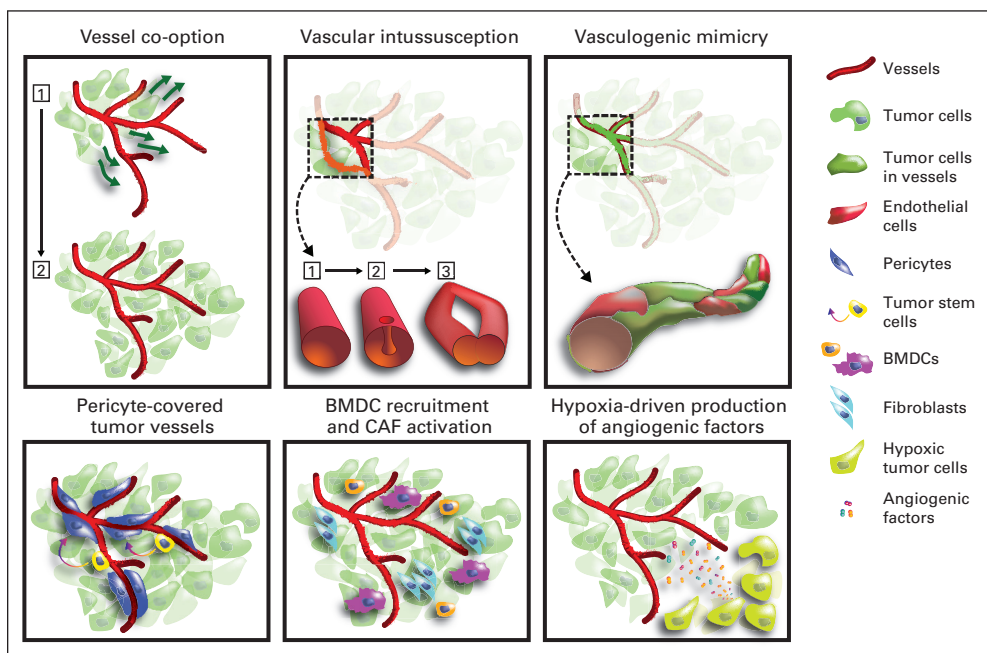 Vessel co-option
Vascular intussusception
Vasculogenic mimicry
1
2
1
2
3
Pericyte-covered
tumor vessels
BMDC recruitment
and CAF activation
Hypoxia-driven production
of angiogenic factors
Vessels
Tumor cells
Tumor cells
in vessels
Endothelial
cells
Pericytes
Tumor stem
cells
BMDCs
Fibroblasts
Hypoxic
tumor cells
Angiogenic
factors